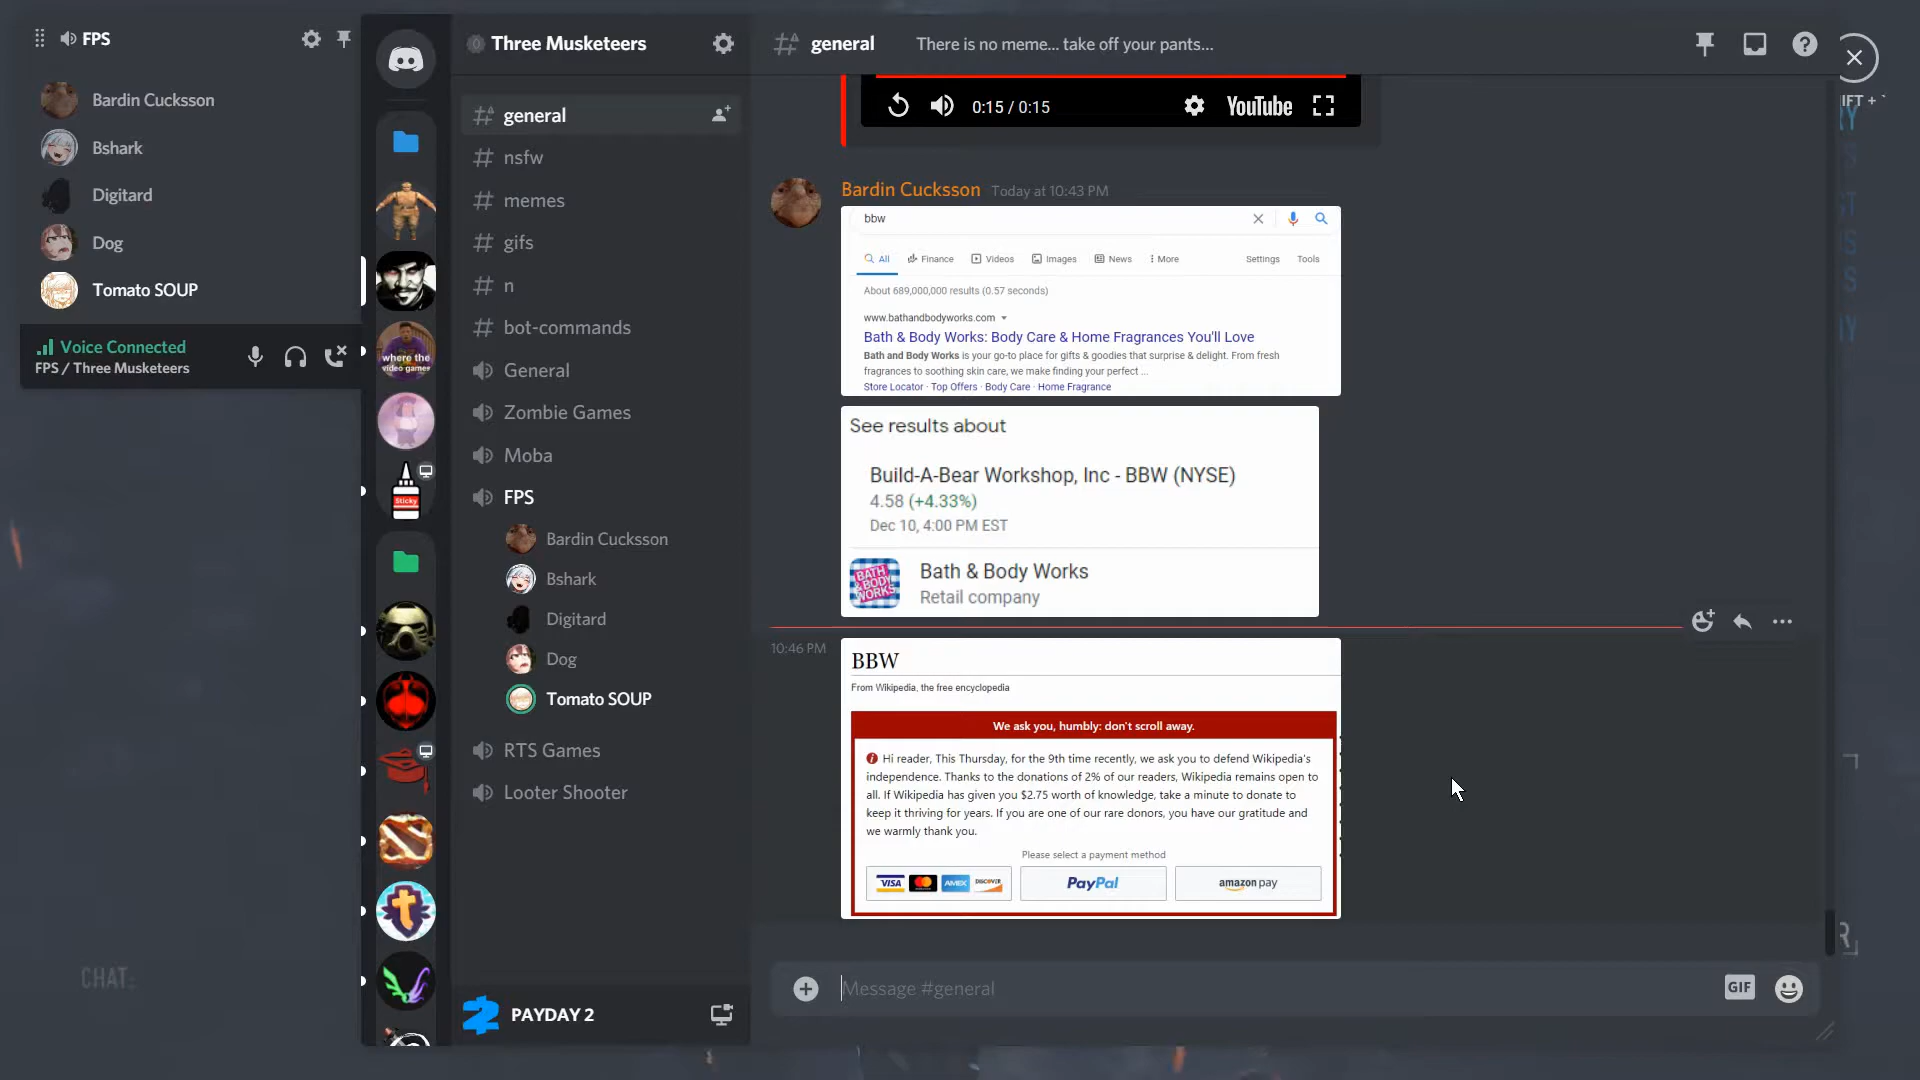 FPS
Bardin Cucksson
Bshark
Digitard
Dog
Tomato SOUP
Voice Connected
FPS / Three Musketeers
CHAT:
where the
video games
Sticky
Three Musketeers
general
nsfw
memes
gifs
n
bot-commands
General
Zombie Games
Moba
FPS
Bardin Cucksson
Bshark
Digitard
Dog
Tomato SOUP
RTS Games
Looter Shooter
PAYDAY 2
general
There is no meme... take off your pants...
0:15 / 0:15
YouTube
Bardin Cucksson Today at 10:43 PM
bbw
All Finance Videos Images News More Settings Tools
About 689,000,000 results (0.57 seconds)
www.bathandbodyworks.com
Bath & Body Works: Body Care & Home Fragrances You'll Love
Bath and Body Works is your go-to place for gifts & goodies that surprise & delight. From fresh
fragrances to soothing skin care, we make finding your perfect ...
Store Locator · Top Offers · Body Care · Home Fragrance
See results about
Build-A-Bear Workshop, Inc - BBW (NYSE)
4.58 (+4.33%)
Dec 10, 4:00 PM EST
BATH & BODY WORKS
Bath & Body Works
Retail company
10:46 PM
BBW
From Wikipedia, the free encyclopedia
We ask you, humbly: don't scroll away.
Hi reader, This Thursday, for the 9th time recently, we ask you to defend Wikipedia's
independence. Thanks to the donations of 2% of our readers, Wikipedia remains open to
all. If Wikipedia has given you $2.75 worth of knowledge, take a minute to donate to
keep it thriving for years. If you are one of our rare donors, you have our gratitude and
we warmly thank you.
Please select a payment method
VISA AMEX DISCOVER
PayPal
amazon pay
Message #general
GIF